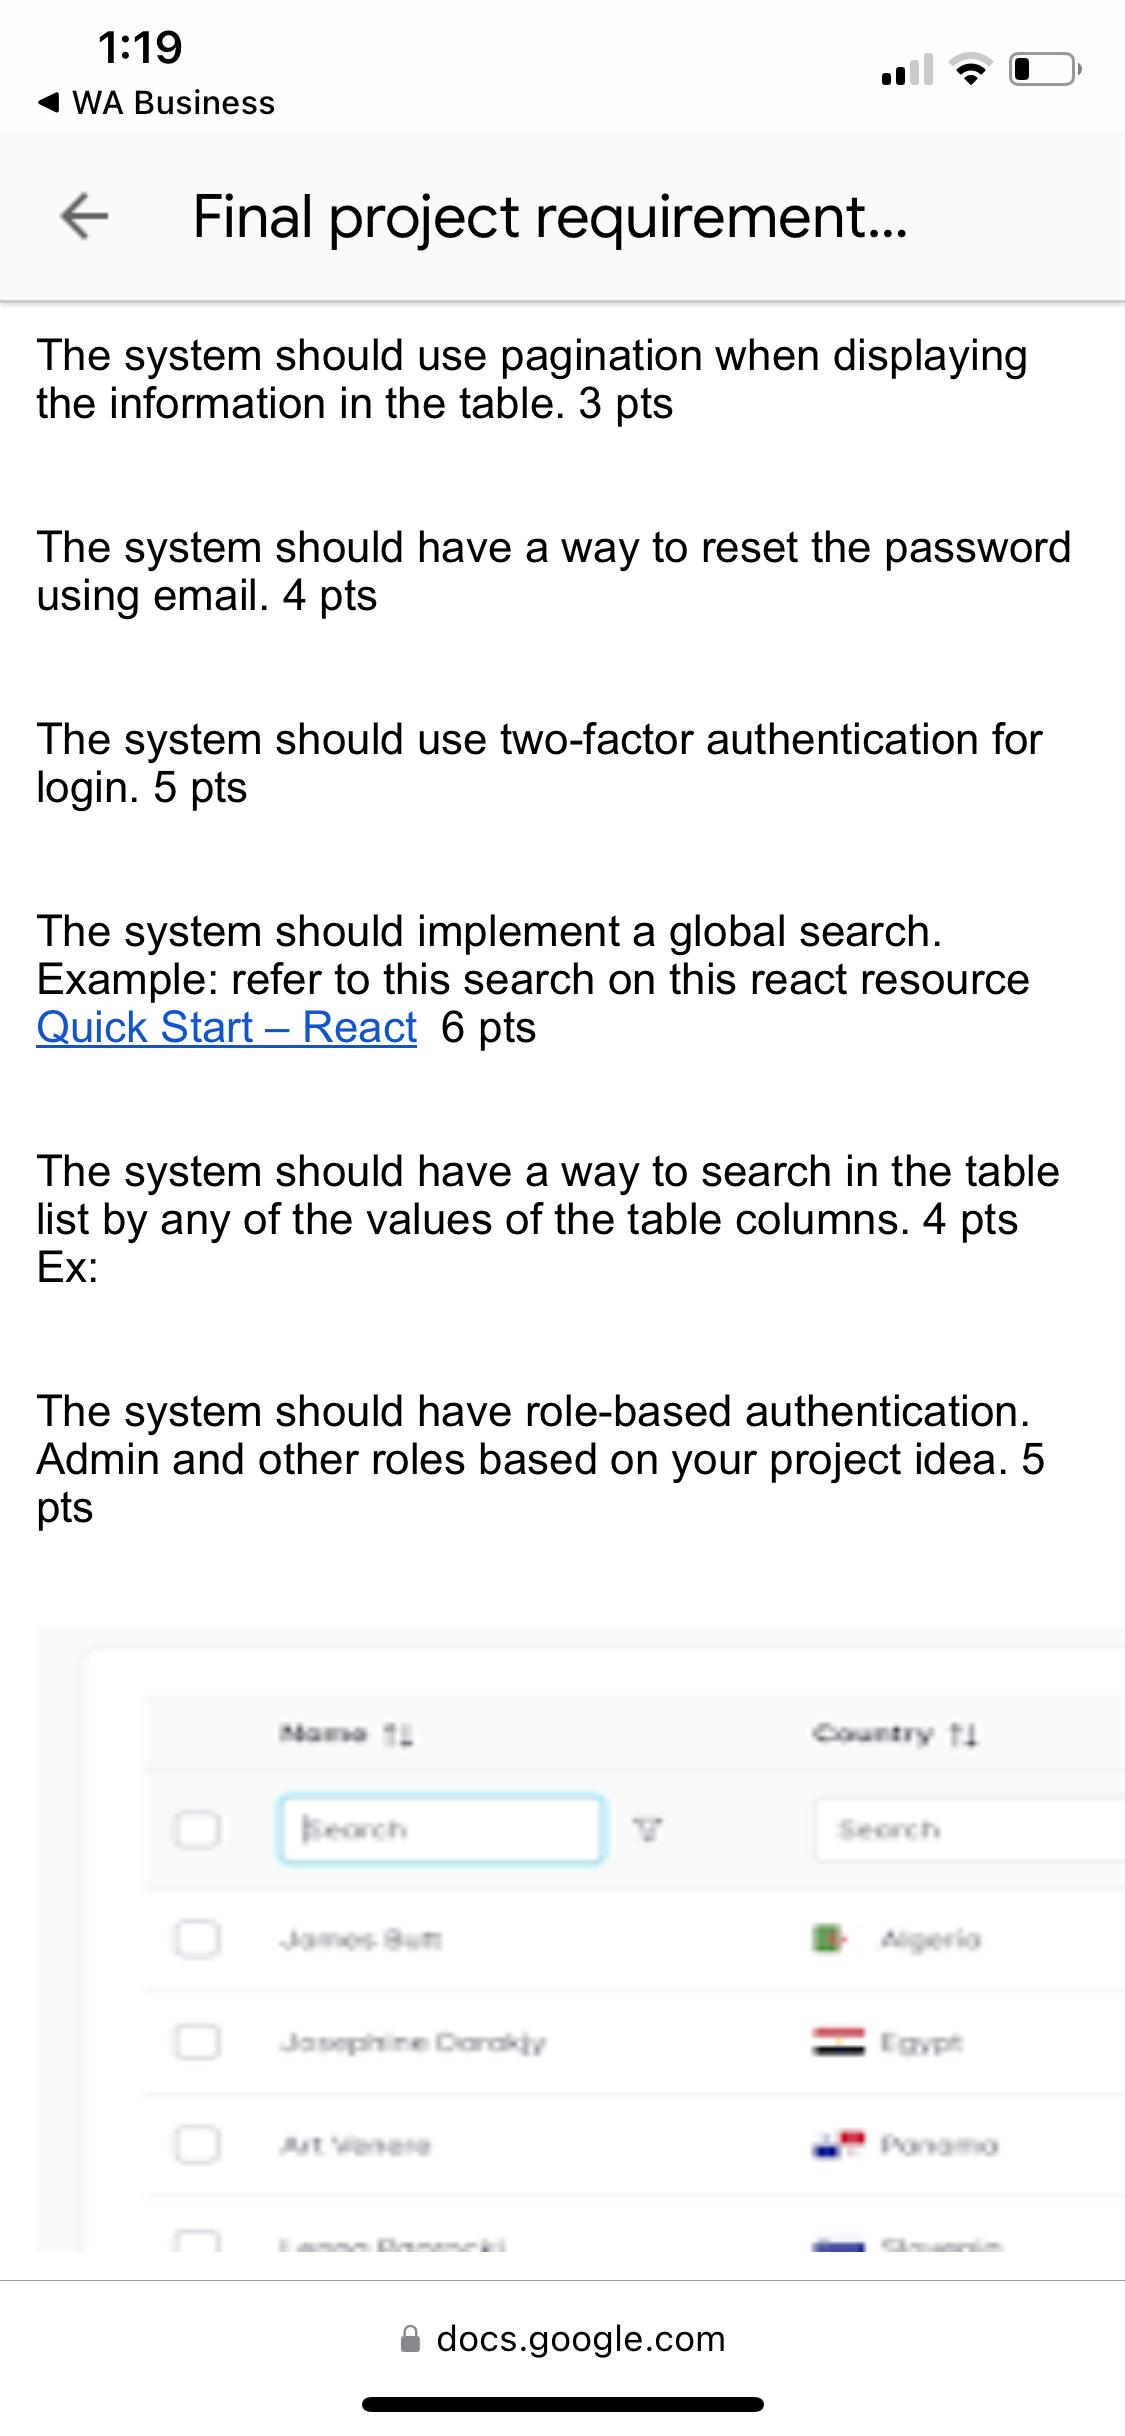 1:19
◀ WA Business
Final project requirement...
The system should use pagination when displaying
the information in the table. 3 pts
The system should have a way to reset the password
using email. 4 pts
The system should use two-factor authentication for
login. 5 pts
The system should implement a global search.
Example: refer to this search on this react resource
Quick Start – React 6 pts
The system should have a way to search in the table
list by any of the values of the table columns. 4 pts
Ex:
The system should have role-based authentication.
Admin and other roles based on your project idea. 5
pts
Name Country
Search Search
James Butt Algeria
Josephine Darakjy Egypt
Art Venere Panama
Slovenia
docs.google.com